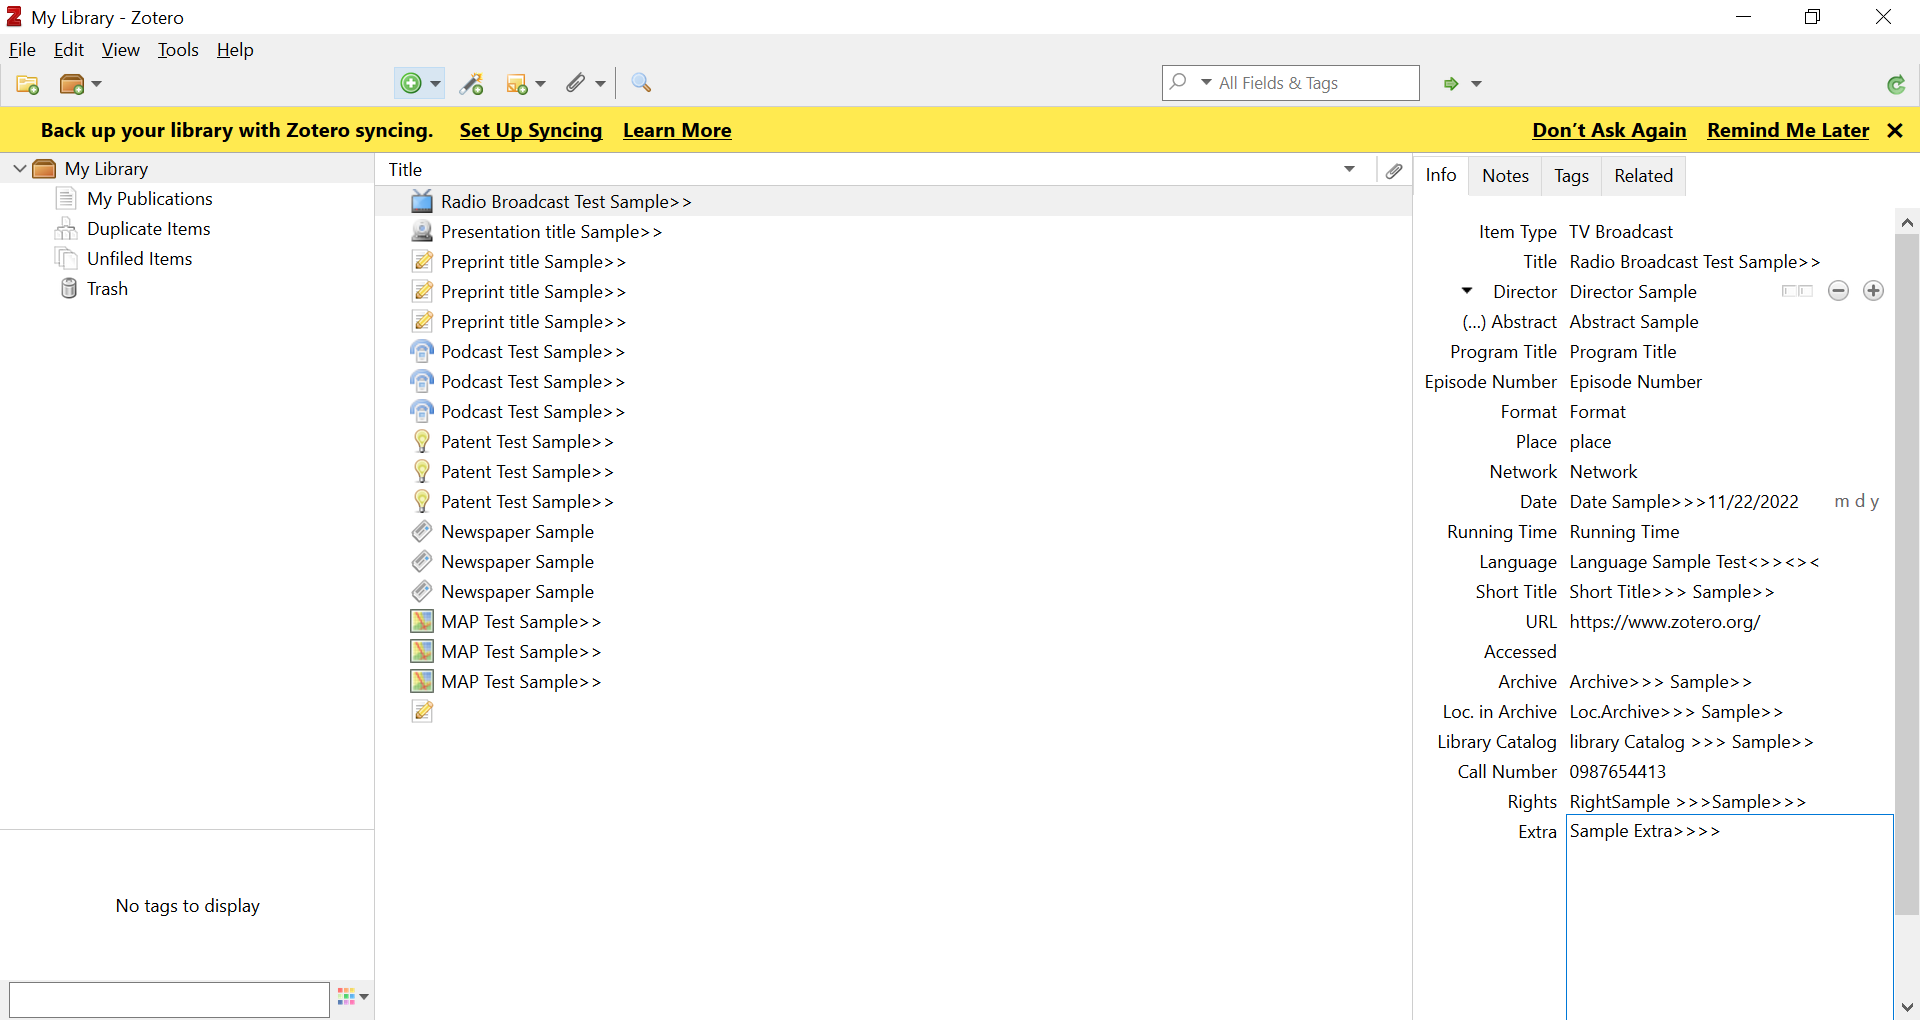 My Library - Zotero
File Edit View Tools Help
All Fields & Tags
Back up your library with Zotero syncing. Set Up Syncing Learn More Don't Ask Again Remind Me Later
My Library
My Publications
Duplicate Items
Unfiled Items
Trash
No tags to display
Title
Radio Broadcast Test Sample>>
Presentation title Sample>>
Preprint title Sample>>
Preprint title Sample>>
Preprint title Sample>>
Podcast Test Sample>>
Podcast Test Sample>>
Podcast Test Sample>>
Patent Test Sample>>
Patent Test Sample>>
Patent Test Sample>>
Newspaper Sample
Newspaper Sample
Newspaper Sample
MAP Test Sample>>
MAP Test Sample>>
MAP Test Sample>>
Info Notes Tags Related
Item Type TV Broadcast
Title Radio Broadcast Test Sample>>
Director Director Sample
(...) Abstract Abstract Sample
Program Title Program Title
Episode Number Episode Number
Format Format
Place place
Network Network
Date Date Sample>>>11/22/2022 m d y
Running Time Running Time
Language Language Sample Test<>><><
Short Title Short Title>>> Sample>>
URL https://www.zotero.org/
Accessed
Archive Archive>>> Sample>>
Loc. in Archive Loc.Archive>>> Sample>>
Library Catalog library Catalog >>> Sample>>
Call Number 0987654413
Rights RightSample >>>Sample>>>
Extra Sample Extra>>>>